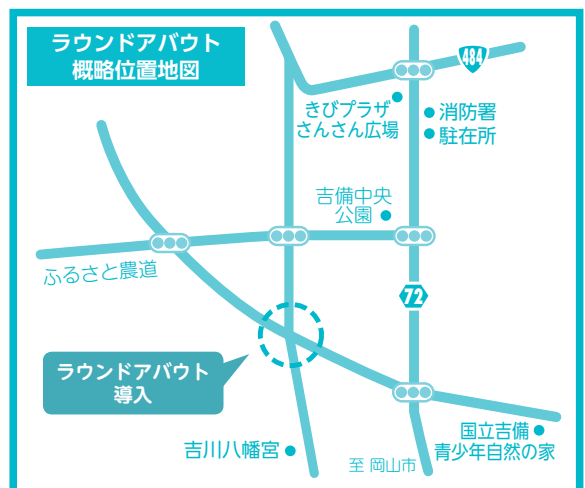 ラウンドアバウト
概略位置地図
484
きびプラザ
さんさん広場
消防署
駐在所
吉備中央
公園
ふるさと農道
72
ラウンドアバウト
導入
吉川八幡宮
至 岡山市
国立吉備
青少年自然の家